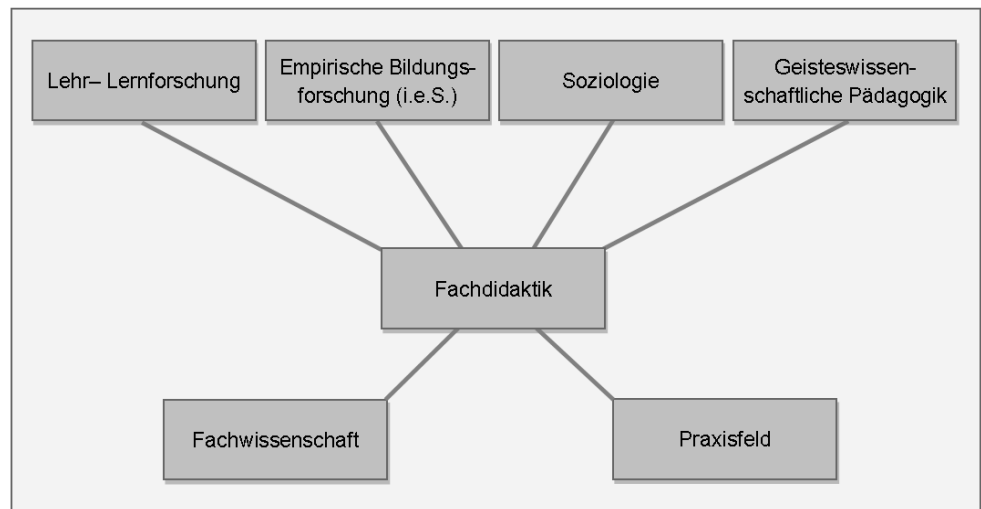 Lehr– Lernforschung
Empirische Bildungs–
forschung (i.e.S.)
Soziologie
Geisteswissen-
schaftliche Pädagogik
Fachdidaktik
Fachwissenschaft
Praxisfeld